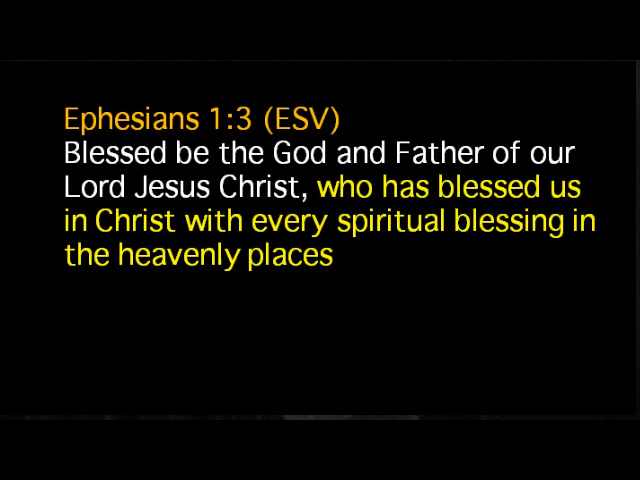 Ephesians 1:3 (ESV)
Blessed be the God and Father of our
Lord Jesus Christ, who has blessed us
in Christ with every spiritual blessing in
the heavenly places